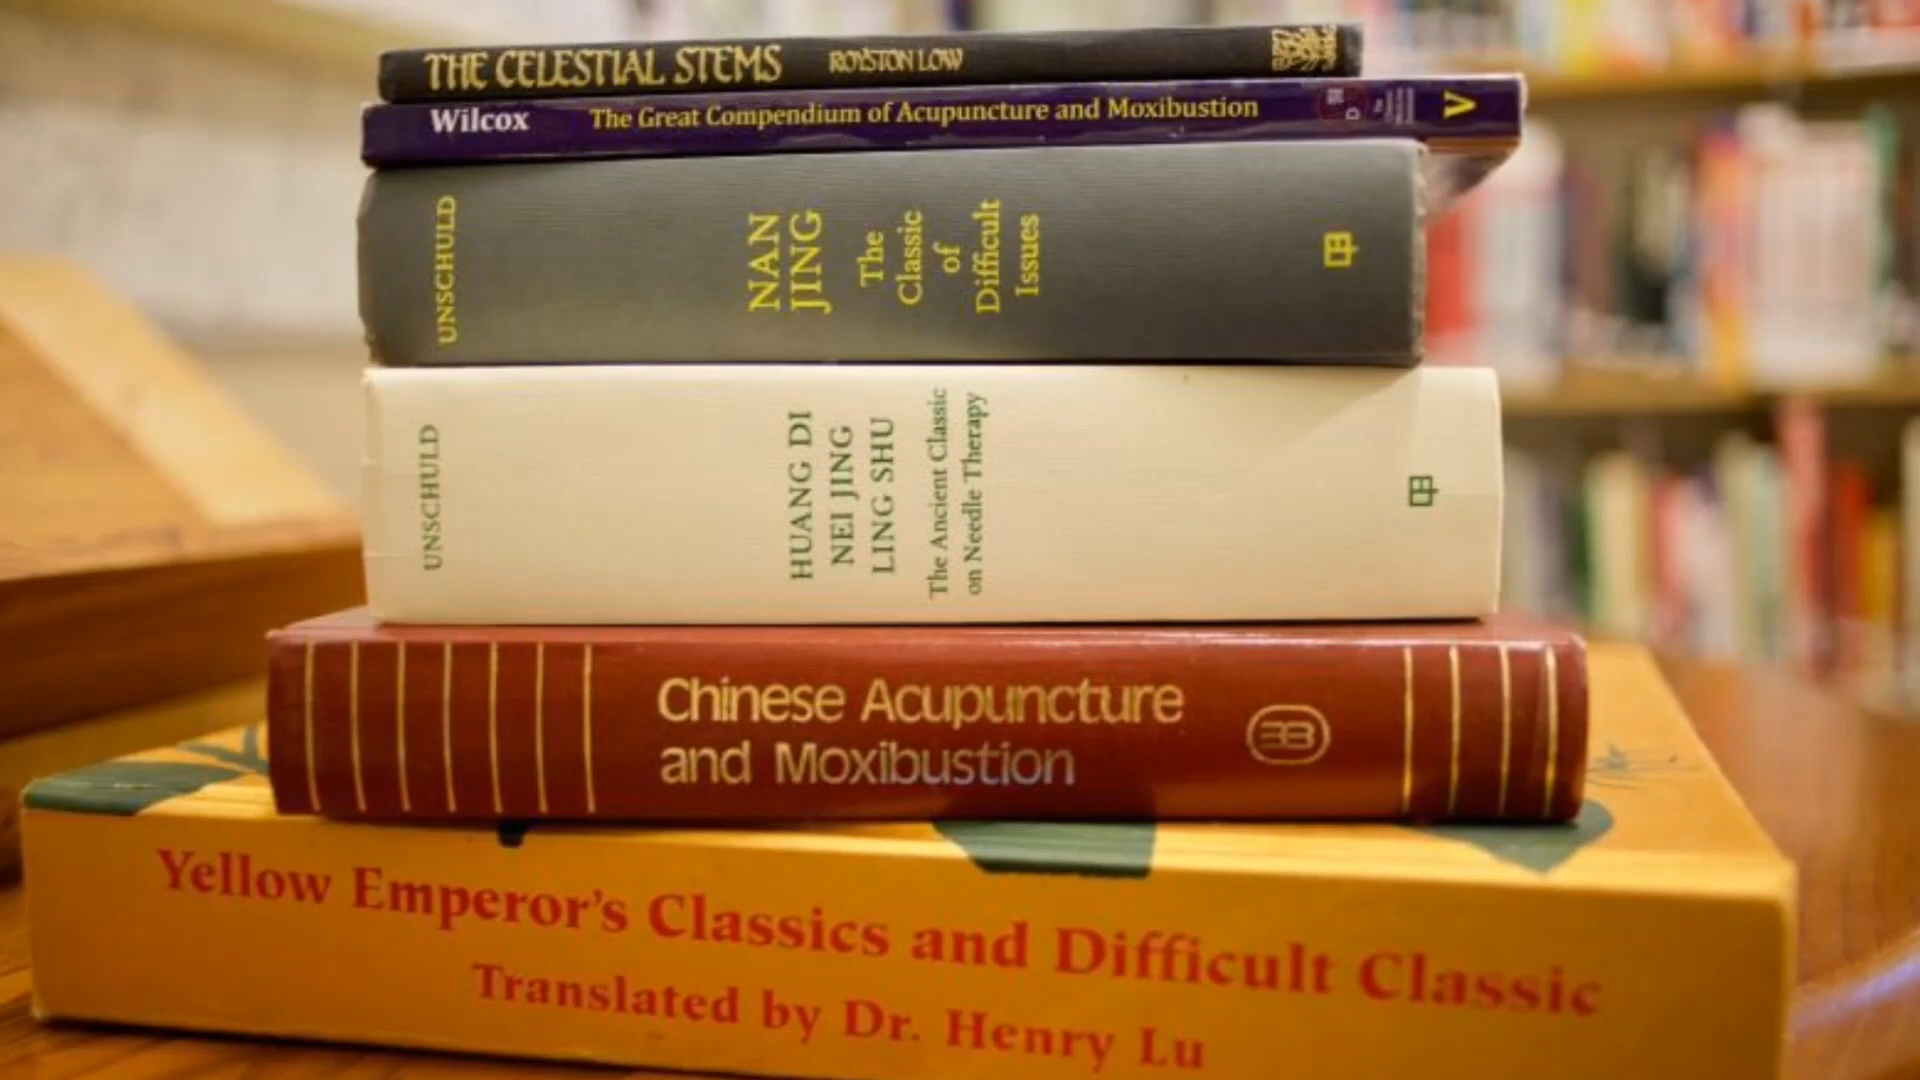 THE CELESTIAL STEMS ROYSTON LOW
Wilcox The Great Compendium of Acupuncture and Moxibustion V
UNSCHULD
NAN
JING
The
Classic
of
Difficult
Issues
UNSCHULD
HUANG DI
NEI JING
LING SHU
The Ancient Classic
on Needle Therapy
Chinese Acupuncture
and Moxibustion
Yellow Emperor's Classics and Difficult Classic
Translated by Dr. Henry Lu